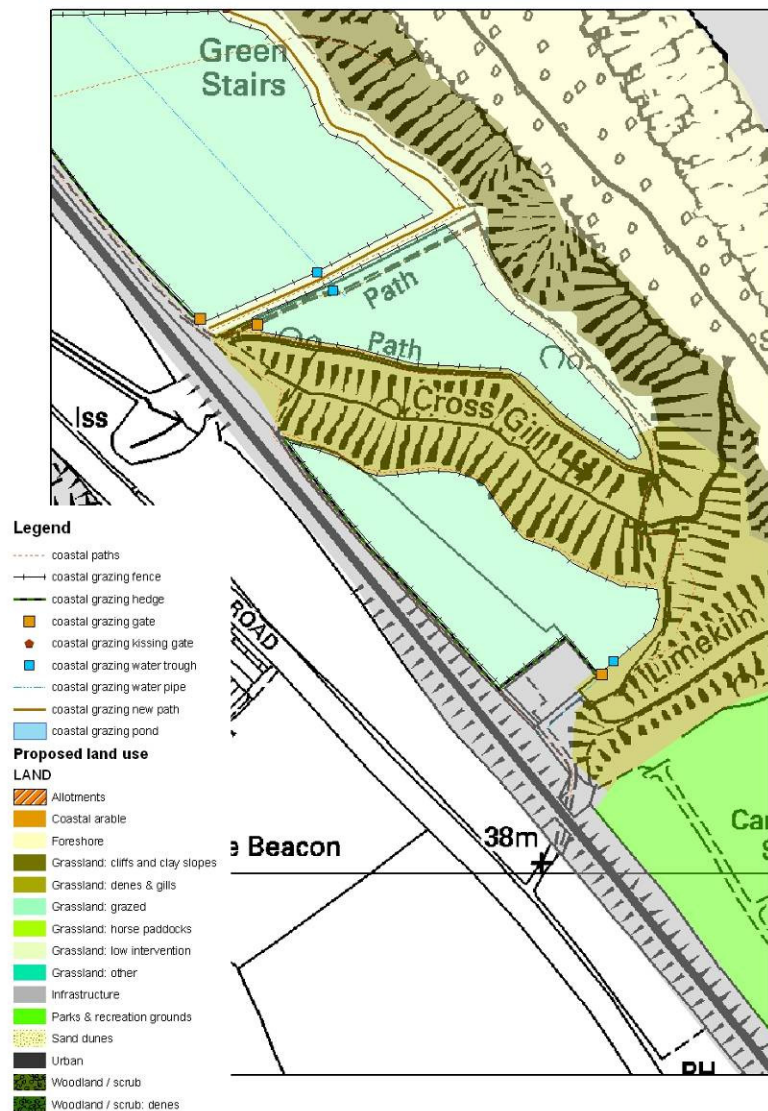 Green
Stairs
Path
Path
Cross Gill
Iss
Legend
coastal paths
coastal grazing fence
coastal grazing hedge
coastal grazing gate
coastal grazing kissing gate
coastal grazing water trough
coastal grazing water pipe
coastal grazing new path
coastal grazing pond
Proposed land use
LAND
Allotments
Coastal arable
Foreshore
Grassland: cliffs and clay slopes
Grassland: denes & gills
Grassland: grazed
Grassland: horse paddocks
Grassland: low intervention
Grassland: other
Infrastructure
Parks & recreation grounds
Sand dunes
Urban
Woodland / scrub
Woodland / scrub: denes
ROAD
Limekiln
e Beacon
38m
Car
S
PH